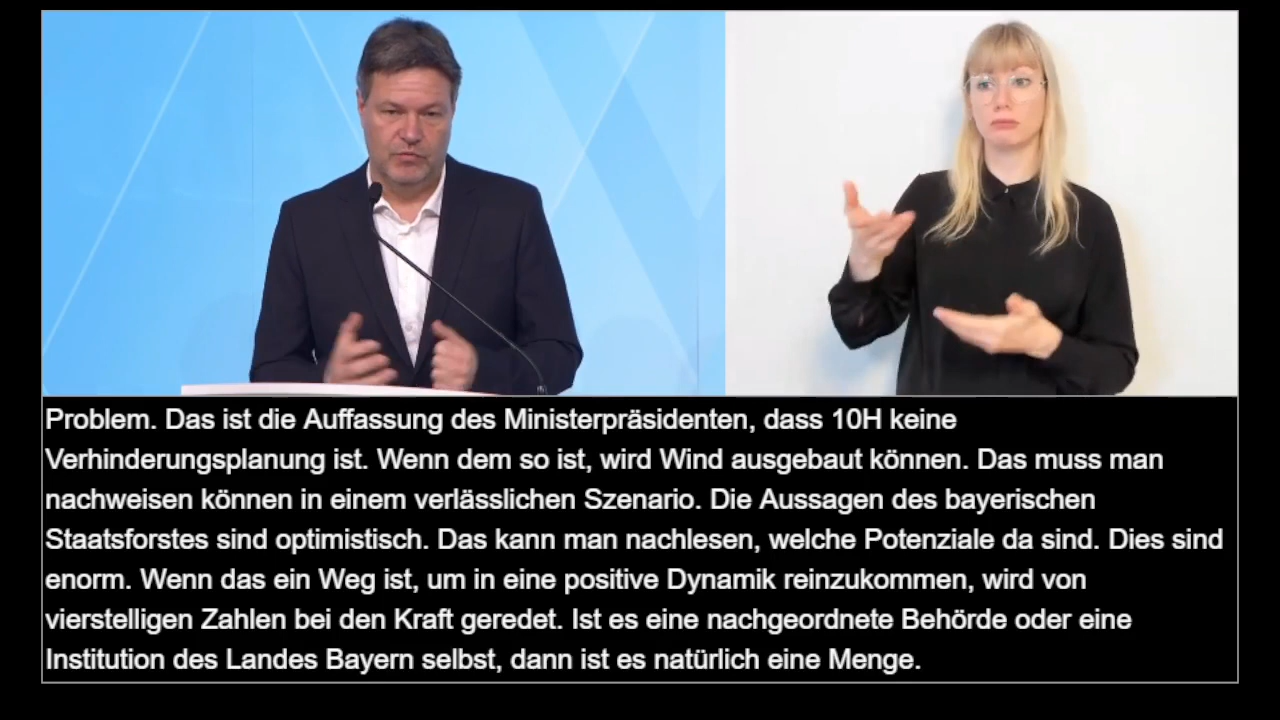 Problem. Das ist die Auffassung des Ministerpräsidenten, dass 10H keine
Verhinderungsplanung ist. Wenn dem so ist, wird Wind ausgebaut können. Das muss man
nachweisen können in einem verlässlichen Szenario. Die Aussagen des bayerischen
Staatsforstes sind optimistisch. Das kann man nachlesen, welche Potenziale da sind. Dies sind
enorm. Wenn das ein Weg ist, um in eine positive Dynamik reinzukommen, wird von
vierstelligen Zahlen bei den Kraft geredet. Ist es eine nachgeordnete Behörde oder eine
Institution des Landes Bayern selbst, dann ist es natürlich eine Menge.